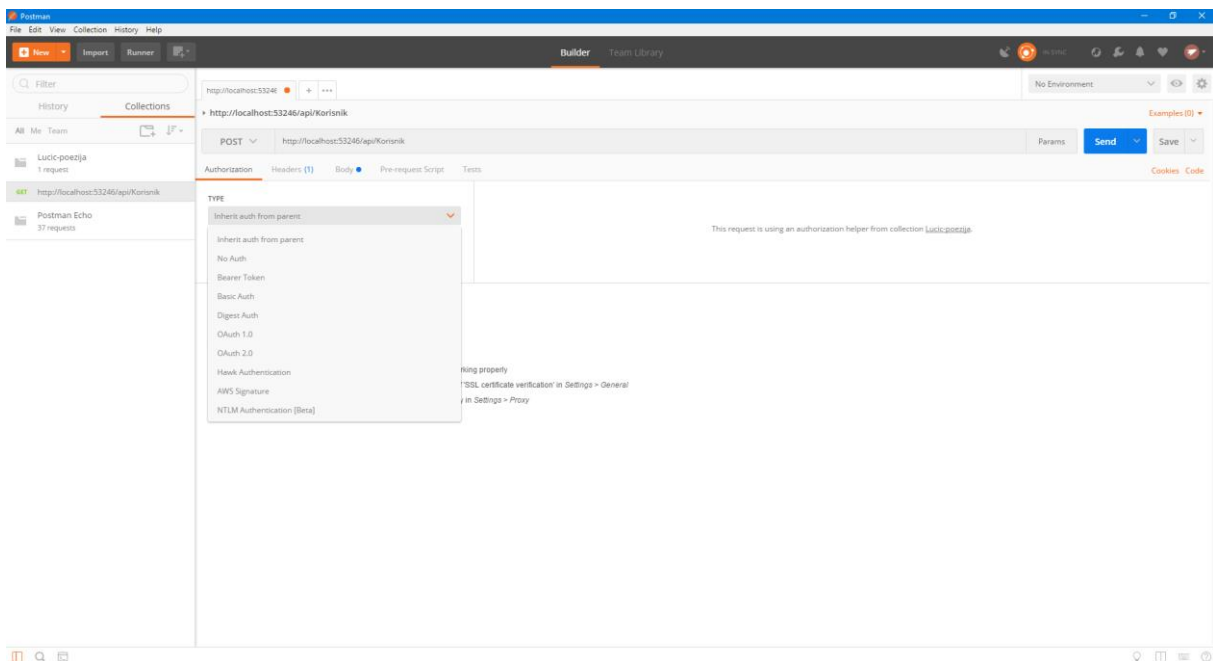 Postman
File Edit View Collection History Help
New Import Runner Builder Team Library IN SYNC
Filter
History Collections
All Me Team
Lucic-poezija
1 request
GET http://localhost:53246/api/Korisnik
Postman Echo
37 requests
http://localhost:5324 No Environment
http://localhost:53246/api/Korisnik Examples (0)
POST http://localhost:53246/api/Korisnik Params Send Save
Authorization Headers (1) Body Pre-request Script Tests Cookies Code
TYPE
Inherit auth from parent
This request is using an authorization helper from collection Lucic-poezija.
Inherit auth from parent
No Auth
Bearer Token
Basic Auth
Digest Auth
OAuth 1.0
OAuth 2.0
Hawk Authentication
AWS Signature
NTLM Authentication [Beta]
rking properly
'SSL certificate verification' in Settings > General
y in Settings > Proxy